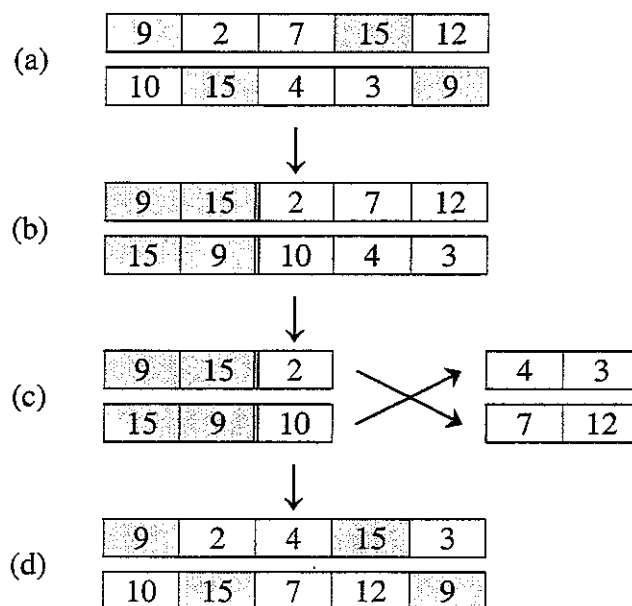 9 2 7 15 12
(a)
10 15 4 3 9
9 15 2 7 12
(b)
15 9 10 4 3
9 15 2 4 3
(c)
15 9 10 7 12
9 2 4 15 3
(d)
10 15 7 12 9